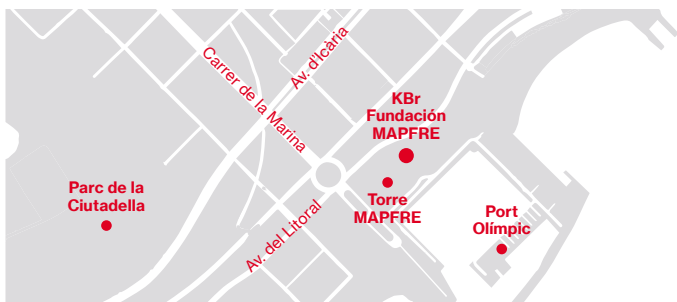 Carrer de la Marina
Av. d'Icària
KBr
Fundación
MAPFRE
Parc de la
Ciutadella
Torre
MAPFRE
Port
Olímpic
Av. del Litoral